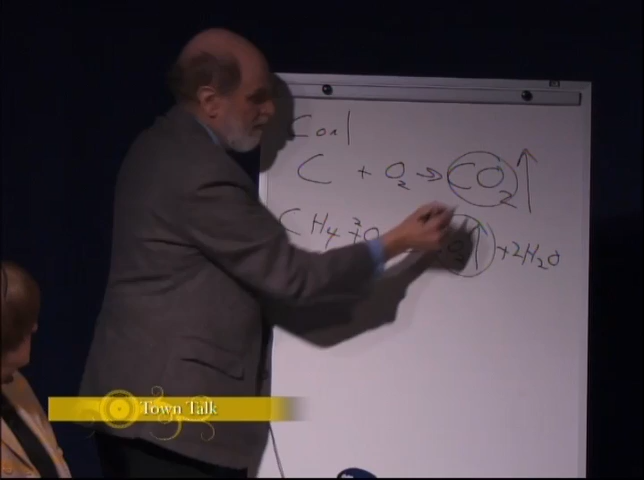 Coal
C + O2 → CO2 ↑
CH4 + 2O ↑ + 2H2O
Town Talk